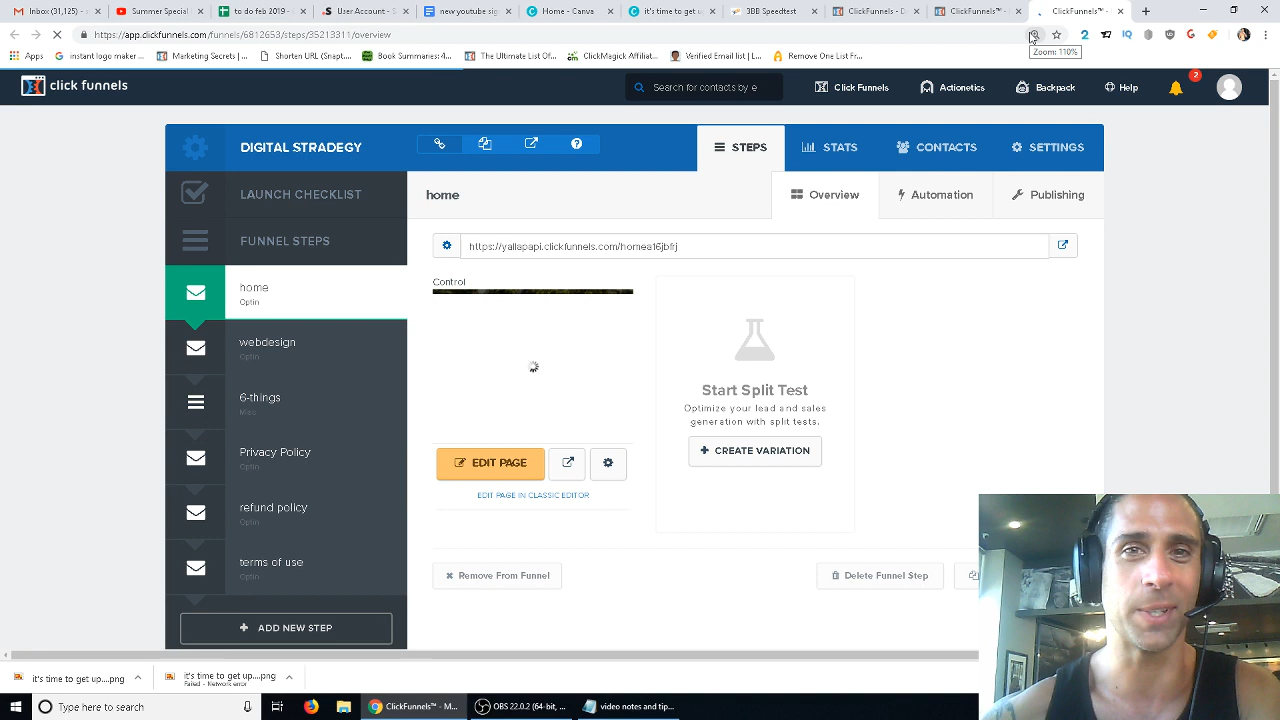 Inbox (31,125) -
Summer Special
to do feb 2019 -
User Account - S
new youtube sig
Home - Canva
it's time to get u
3BB Speedtest
ClickFunnels - D
ClickFunnels™ -
ClickFunnels™ -
https://app.clickfunnels.com/funnels/6812653/steps/35213311/overview
Zoom: 110%
Apps
instant logo maker ...
Marketing Secrets | ...
Shorten URL (Snap...
Book Summaries: 4...
The Ultimate List Of...
ClickMagick Affiliat...
Verified Email list | ...
Remove One List Fro...
click funnels
Search for contacts by e
Click Funnels
Actionetics
Backpack
Help
2
DIGITAL STRADEGY
STEPS
STATS
CONTACTS
SETTINGS
LAUNCH CHECKLIST
home
Overview
Automation
Publishing
FUNNEL STEPS
https://yallapapi.clickfunnels.com/homea16jbfrj
home
Optin
Control
webdesign
Optin
Start Split Test
Optimize your lead and sales
generation with split tests.
6-things
Misc
CREATE VARIATION
Privacy Policy
Optin
EDIT PAGE
EDIT PAGE IN CLASSIC EDITOR
refund policy
Optin
terms of use
Optin
Remove From Funnel
Delete Funnel Step
ADD NEW STEP
it's time to get up....png
it's time to get up....png
Failed - Network error
Type here to search
ClickFunnels™ - M...
OBS 22.0.2 (64-bit, ...
video notes and tip...